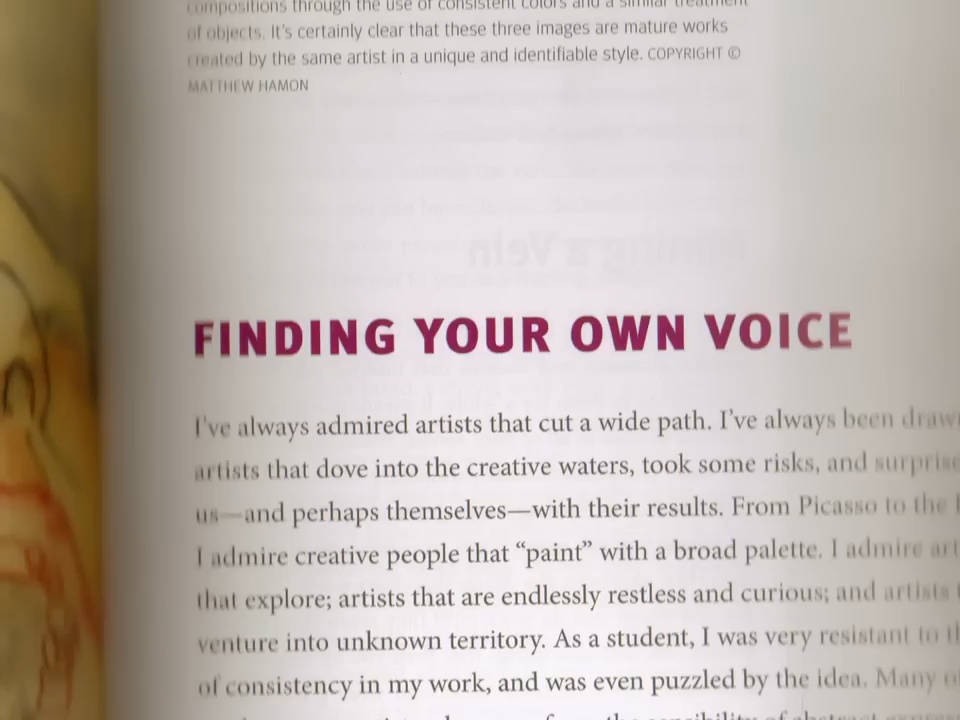 compositions through the use of consistent colors and a similar treatment
of objects. It's certainly clear that these three images are mature works
created by the same artist in a unique and identifiable style. COPYRIGHT ©
MATTHEW HAMON
FINDING YOUR OWN VOICE
I've always admired artists that cut a wide path. I've always been
artists that dove into the creative waters, took some risks, and
us—and perhaps themselves—with their results. From Picasso to the
I admire creative people that “paint” with a broad palette. I admire
that explore; artists that are endlessly restless and curious; and artists
venture into unknown territory. As a student, I was very resistant to
of consistency in my work, and was even puzzled by the idea. Many